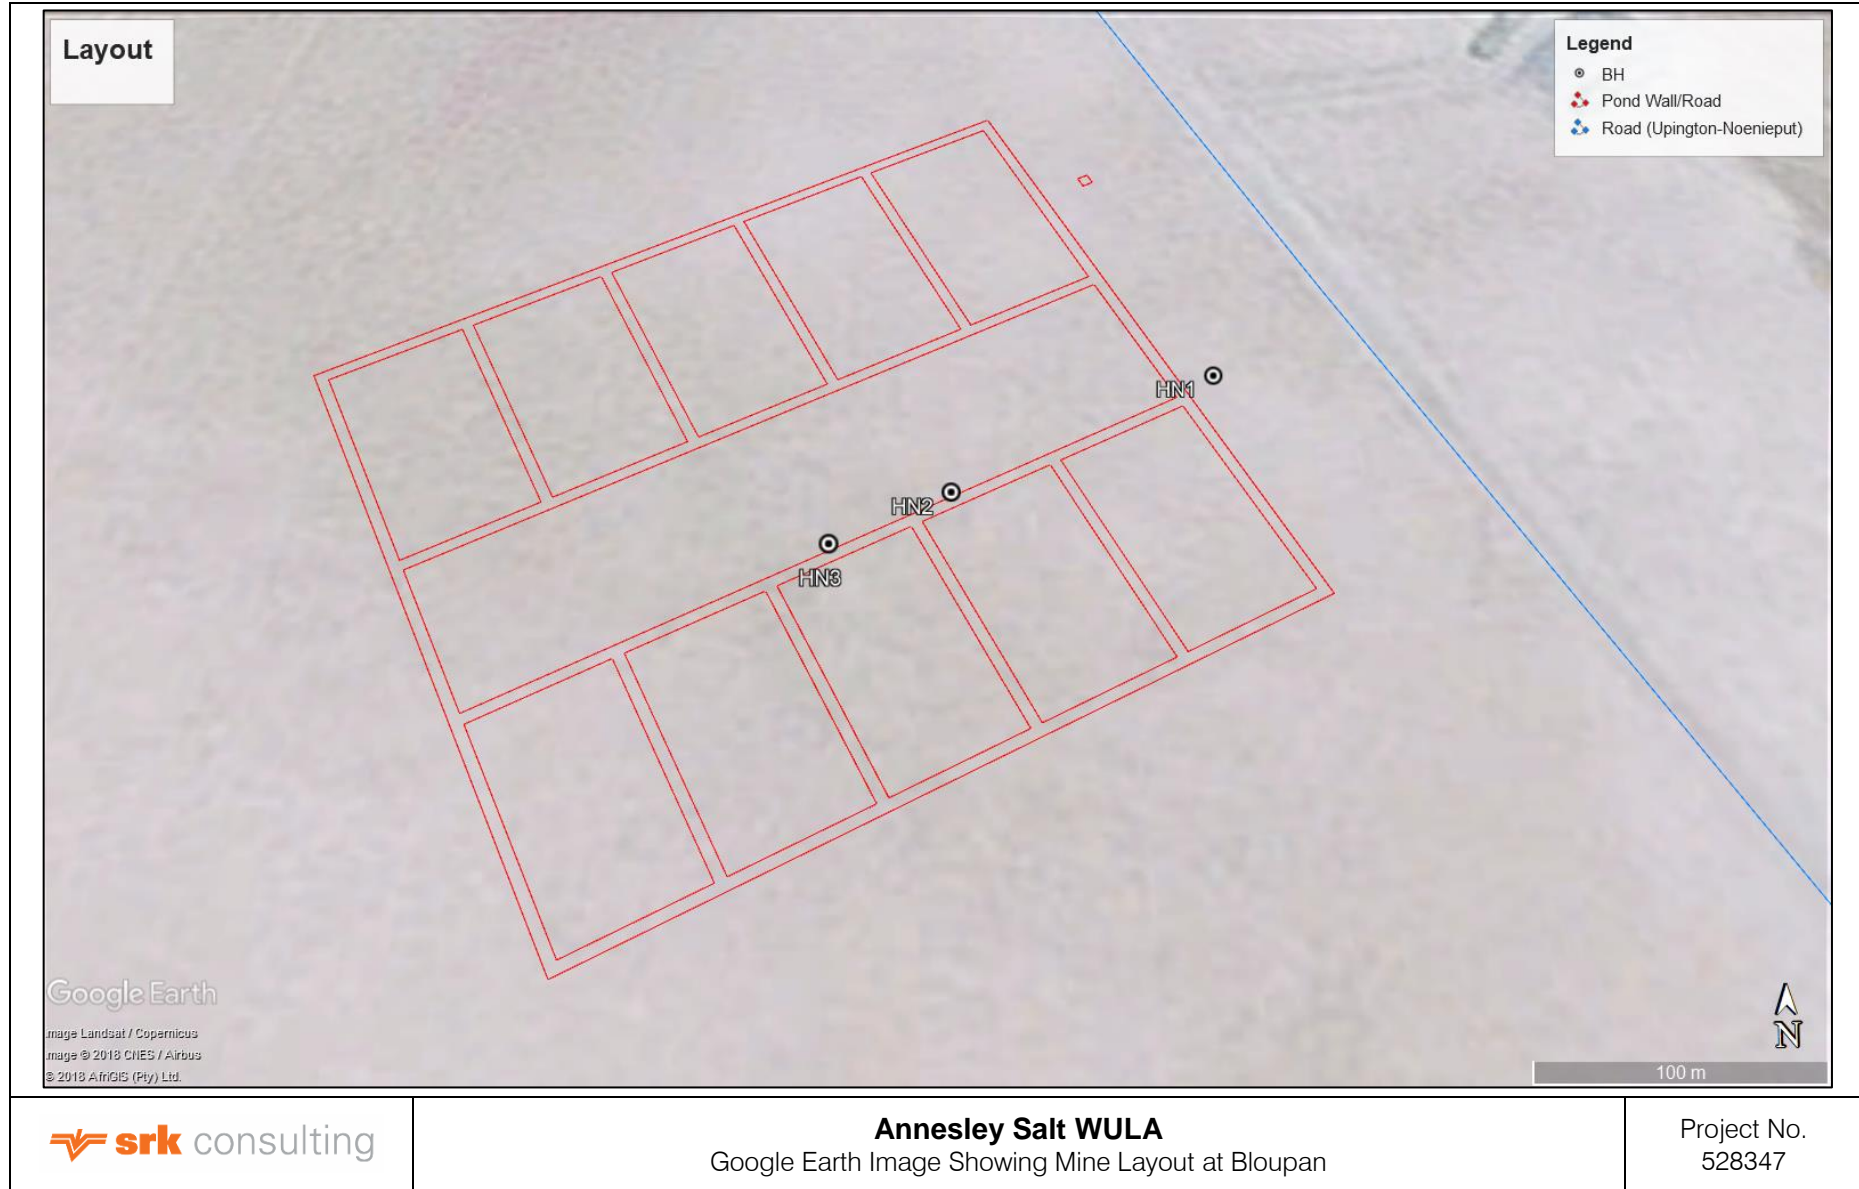 Layout
Legend
BH
Pond Wall/Road
Road (Upington-Noenieput)
HN1
HN2
HN3
Google Earth
Image Landsat / Copernicus
Image © 2018 CNES / Airbus
© 2018 AfriGIS (Pty) Ltd.
N
100 m
srk consulting
Annesley Salt WULA
Google Earth Image Showing Mine Layout at Bloupan
Project No.
528347